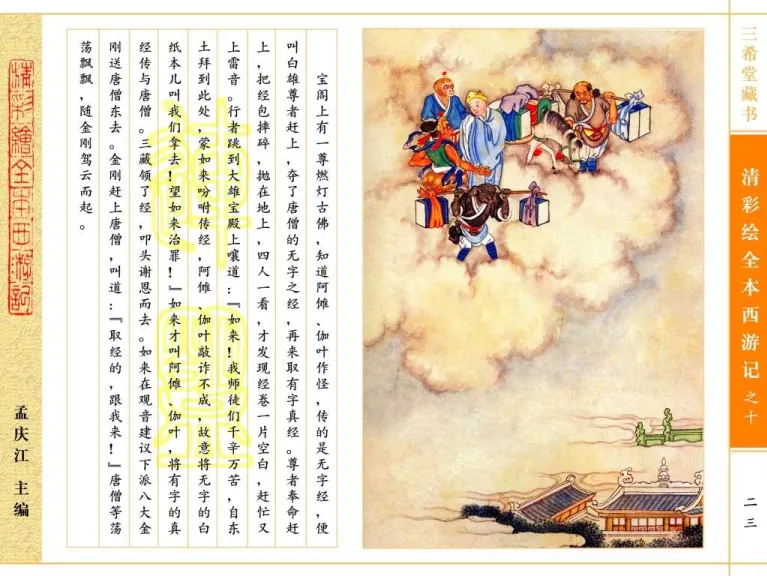 三希堂藏书
清彩绘全本西游记之十
二三
宝阁上有一尊燃灯古佛，知道阿傩、伽叶作怪，传的是无字经，便
叫白雄尊者赶上，夺了唐僧的无字之经，再来取有字真经。尊者奉命赶
上，把经包摔碎，抛在地上，四人一看，才发现经卷一片空白，赶忙又
上雷音。行者跳到大雄宝殿上嚷道：『如来！我师徒们千辛万苦，自东
土拜到此处，蒙如来吩咐传经，阿傩、伽叶敲诈不成，故意将无字的白
纸本儿叫我们拿去！望如来治罪！』如来才叫阿傩、伽叶，将有字的真
经传与唐僧。三藏领了经，叩头谢恩而去。如来在观音建议下派八大金
刚送唐僧东去。金刚赶上唐僧，叫道：『取经的，跟我来！』唐僧等荡
荡飘飘，随金刚驾云而起。
清彩繪全本西游記
孟庆江 主编